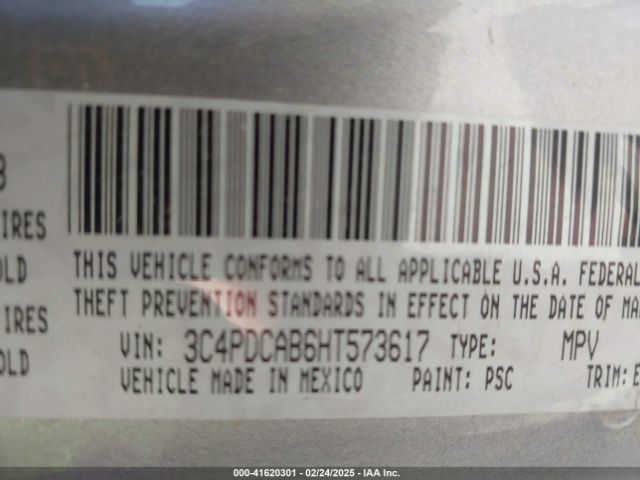 3
IRES
OLD
IRES
OLD
THIS VEHICLE CONFORMS TO ALL APPLICABLE U.S.A. FEDERAL
THEFT PREVENTION STANDARDS IN EFFECT ON THE DATE OF MA
VIN: 3C4PDCAB6HT573617 TYPE: MPV
VEHICLE MADE IN MEXICO PAINT: PSC TRIM: E
000-41620301 - 02/24/2025 - IAA Inc.